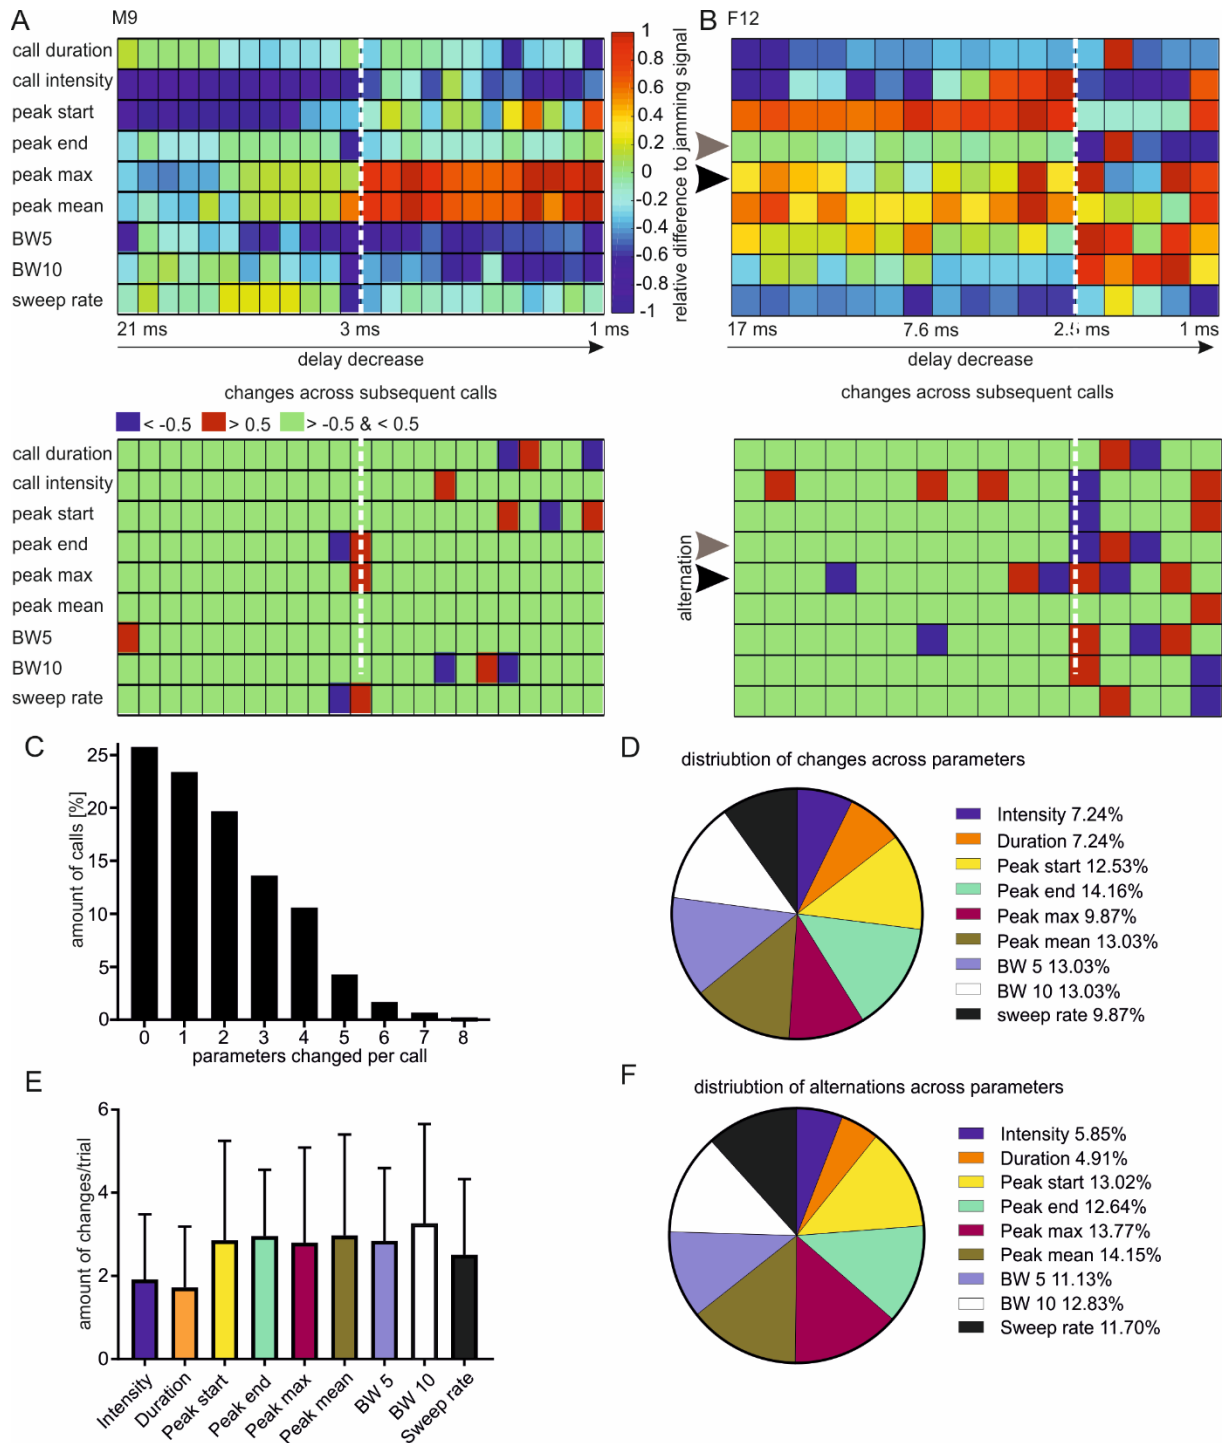 A M9
call duration
call intensity
peak start
peak end
peak max
peak mean
BW5
BW10
sweep rate
21 ms 3 ms 1 ms
delay decrease
1
0.8
0.6
0.4
0.2
0
-0.2
-0.4
-0.6
-0.8
-1
relative difference to jamming signal
B F12
17 ms 7.6 ms 2.5 ms 1 ms
delay decrease
changes across subsequent calls
< -0.5 > 0.5 > -0.5 & < 0.5
call duration
call intensity
peak start
peak end
peak max
peak mean
BW5
BW10
sweep rate
changes across subsequent calls
alternation
C
amount of calls [%]
25
20
15
10
5
0
0 1 2 3 4 5 6 7 8
parameters changed per call
D
distriubtion of changes across parameters
Intensity 7.24%
Duration 7.24%
Peak start 12.53%
Peak end 14.16%
Peak max 9.87%
Peak mean 13.03%
BW 5 13.03%
BW 10 13.03%
sweep rate 9.87%
E
amount of changes/trial
6
4
2
0
Intensity
Duration
Peak start
Peak end
Peak max
Peak mean
BW 5
BW 10
Sweep rate
F
distriubtion of alternations across parameters
Intensity 5.85%
Duration 4.91%
Peak start 13.02%
Peak end 12.64%
Peak max 13.77%
Peak mean 14.15%
BW 5 11.13%
BW 10 12.83%
Sweep rate 11.70%